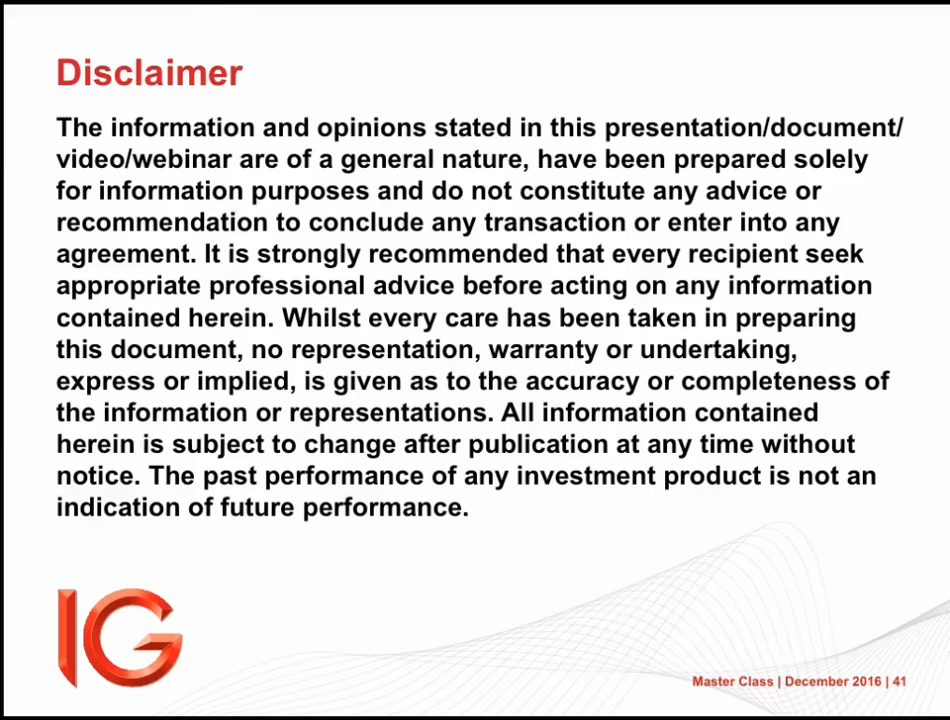 Disclaimer
The information and opinions stated in this presentation/document/
video/webinar are of a general nature, have been prepared solely
for information purposes and do not constitute any advice or
recommendation to conclude any transaction or enter into any
agreement. It is strongly recommended that every recipient seek
appropriate professional advice before acting on any information
contained herein. Whilst every care has been taken in preparing
this document, no representation, warranty or undertaking,
express or implied, is given as to the accuracy or completeness of
the information or representations. All information contained
herein is subject to change after publication at any time without
notice. The past performance of any investment product is not an
indication of future performance.
IG
Master Class | December 2016 | 41